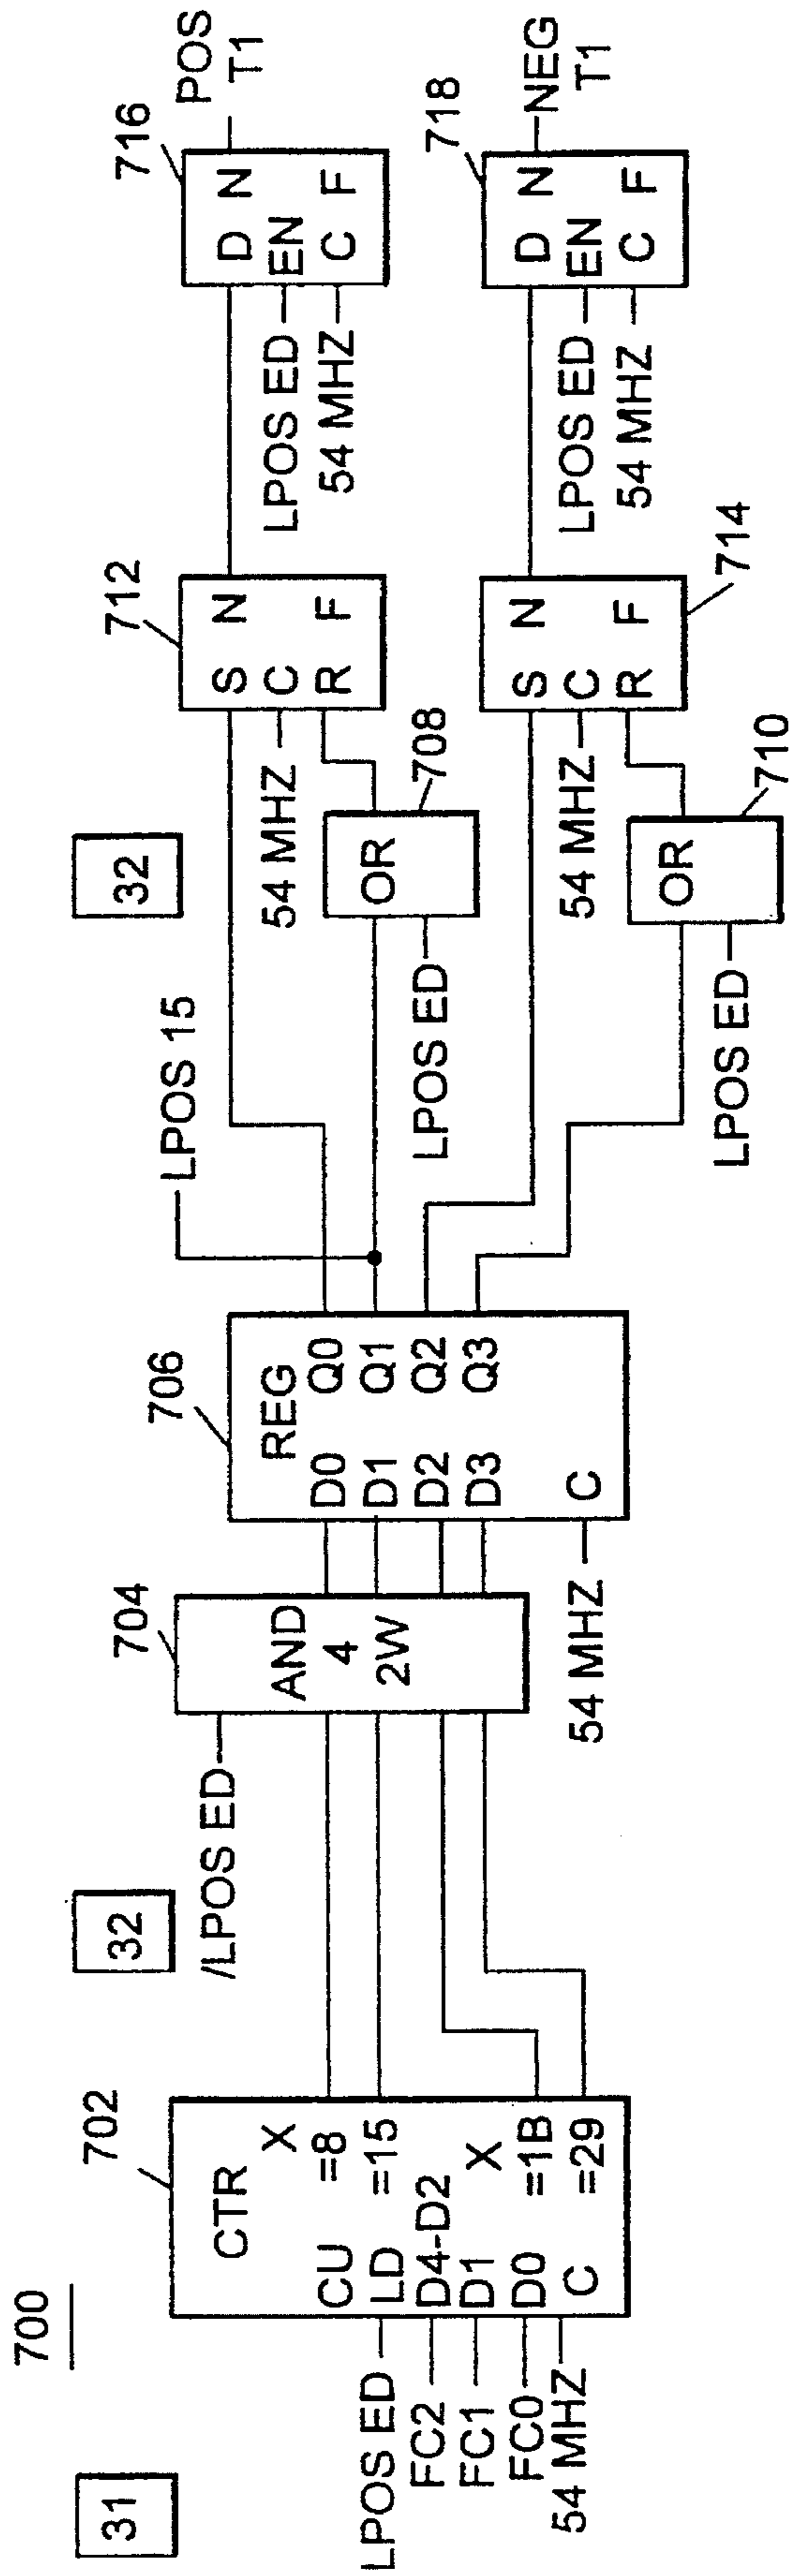 31
700
702
32
704
706
32
712
716
CTR
X
CU =8
LD =15
D4-D2
D1 X
D0 =1B
C =29
LPOS ED
FC2
FC1
FC0
54 MHZ
/LPOS ED
AND
4
2W
REG
D0 Q0
D1 Q1
D2 Q2
D3 Q3
C
54 MHZ
LPOS 15
54 MHZ
OR
708
LPOS ED
S N
C
R F
LPOS ED
54 MHZ
D N
EN
C F
POS
T1
54 MHZ
OR
710
LPOS ED
S N
C
R F
714
LPOS ED
54 MHZ
718
D N
EN
C F
NEG
T1